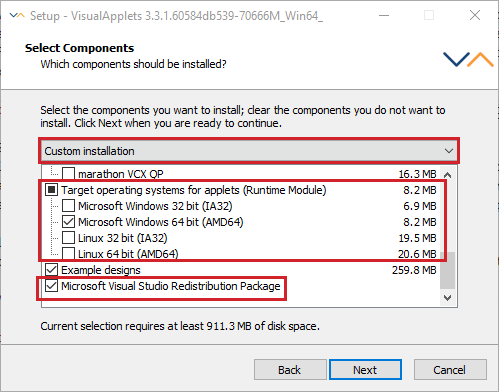 Setup - VisualApplets 3.3.1.60584db539-70666M_Win64_
Select Components
Which components should be installed?
Select the components you want to install; clear the components you do not want to
install. Click Next when you are ready to continue.
Custom installation
marathon VCX QP 16.3 MB
Target operating systems for applets (Runtime Module) 8.2 MB
Microsoft Windows 32 bit (IA32) 6.9 MB
Microsoft Windows 64 bit (AMD64) 8.2 MB
Linux 32 bit (IA32) 19.5 MB
Linux 64 bit (AMD64) 20.6 MB
Example designs 259.8 MB
Microsoft Visual Studio Redistribution Package
Current selection requires at least 911.3 MB of disk space.
Back Next Cancel